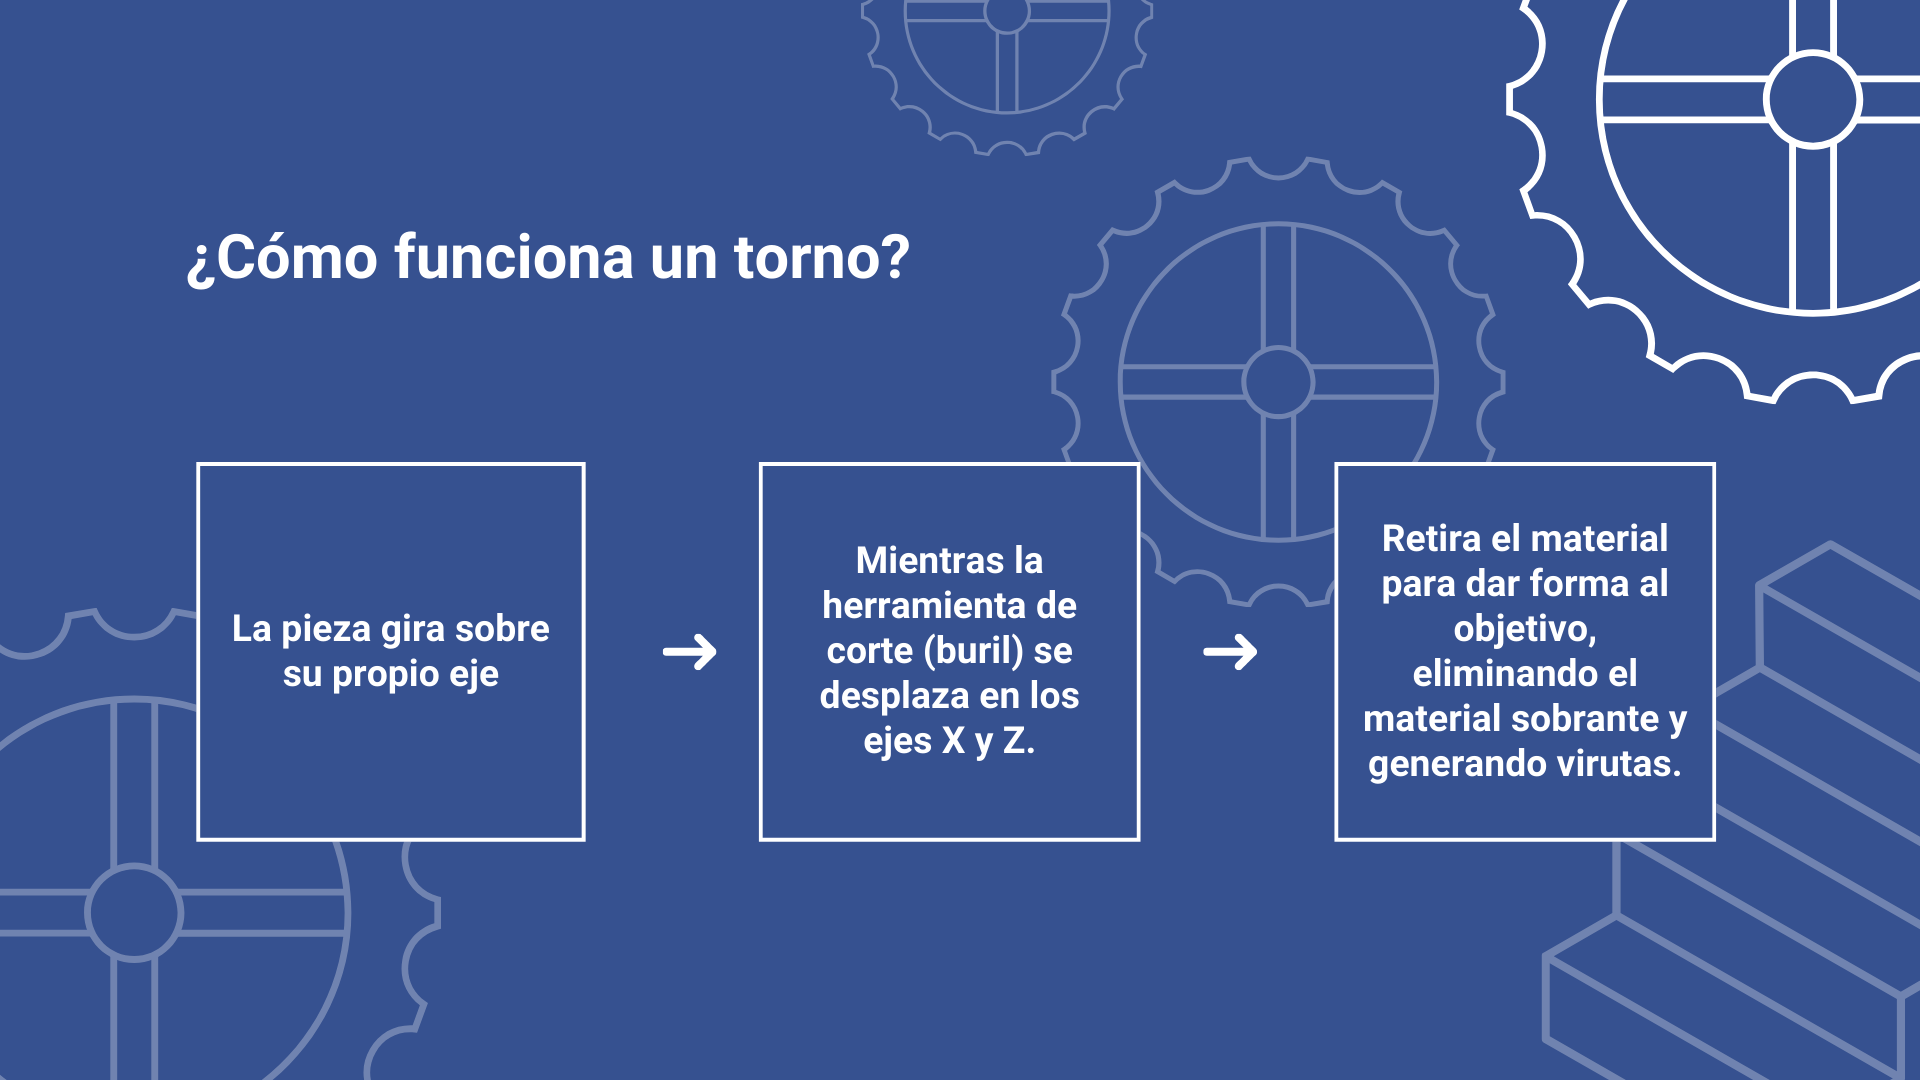 ¿Cómo funciona un torno?
La pieza gira sobre
su propio eje
Mientras la
herramienta de
corte (buril) se
desplaza en los
ejes X y Z.
Retira el material
para dar forma al
objetivo,
eliminando el
material sobrante y
generando virutas.